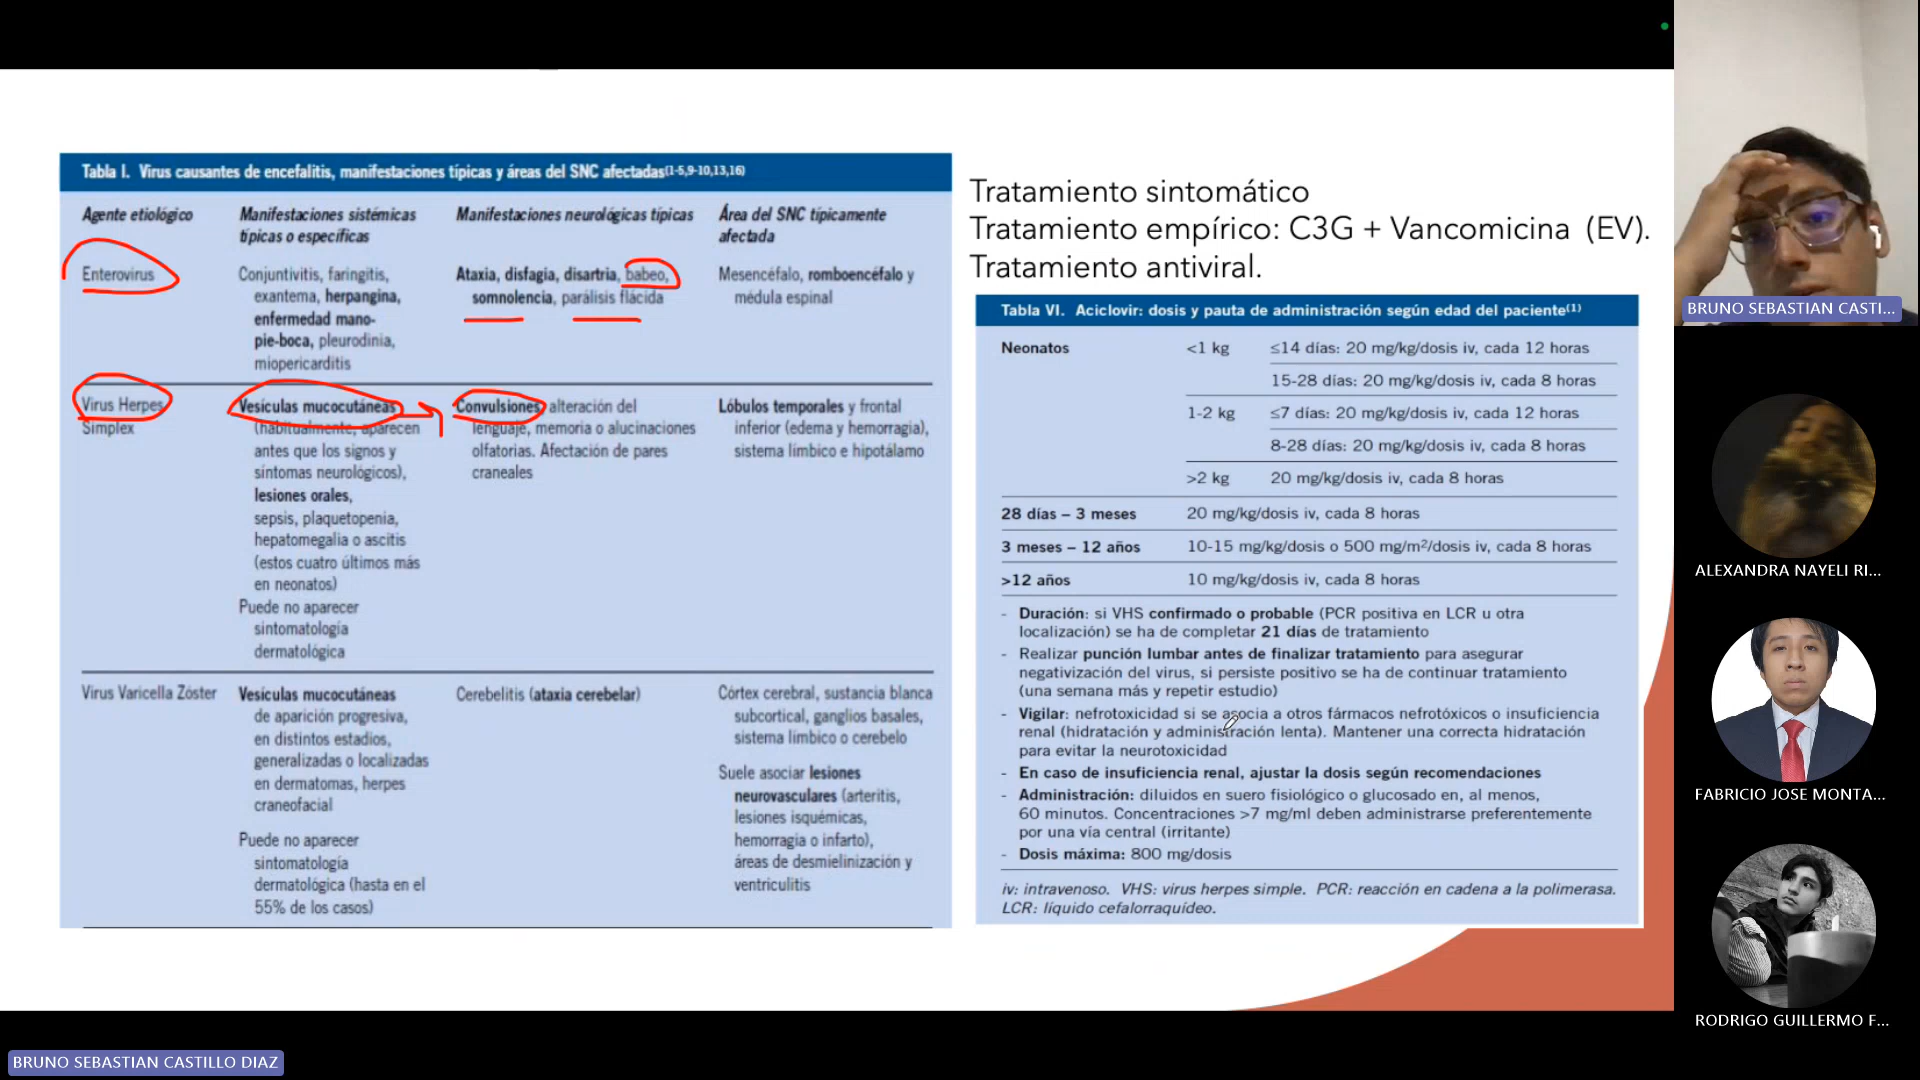 Tabla I. Virus causantes de encefalitis, manifestaciones típicas y áreas del SNC afectadas(1-5,9-10,13,16)
Agente etiológico
Manifestaciones sistémicas
típicas o específicas
Manifestaciones neurológicas típicas
Área del SNC típicamente
afectada
Enterovirus
Conjuntivitis, faringitis,
exantema, herpangina,
enfermedad mano-
pie-boca, pleurodinia,
miopericarditis
Ataxia, disfagia, disartria, babeo,
somnolencia, parálisis flácida
Mesencéfalo, romboencéfalo y
médula espinal
Virus Herpes
Simplex
Vesículas mucocutáneas
(habitualmente, aparecen
antes que los signos y
síntomas neurológicos),
lesiones orales,
sepsis, plaquetopenia,
hepatomegalia o ascitis
(estos cuatro últimos más
en neonatos)
Puede no aparecer
sintomatología
dermatológica
Convulsiones, alteración del
lenguaje, memoria o alucinaciones
olfatorias. Afectación de pares
craneales
Lóbulos temporales y frontal
inferior (edema y hemorragia),
sistema límbico e hipotálamo
Virus Varicella Zóster
Vesículas mucocutáneas
de aparición progresiva,
en distintos estadios,
generalizadas o localizadas
en dermatomas, herpes
craneofacial
Puede no aparecer
sintomatología
dermatológica (hasta en el
55% de los casos)
Cerebelitis (ataxia cerebelar)
Córtex cerebral, sustancia blanca
subcortical, ganglios basales,
sistema límbico o cerebelo
Suele asociar lesiones
neurovasculares (arteritis,
lesiones isquémicas,
hemorragia o infarto),
áreas de desmielinización y
ventriculitis
Tratamiento sintomático
Tratamiento empírico: C3G + Vancomicina (EV).
Tratamiento antiviral.
Tabla VI. Aciclovir: dosis y pauta de administración según edad del paciente(1)
Neonatos <1 kg ≤14 días: 20 mg/kg/dosis iv, cada 12 horas
15-28 días: 20 mg/kg/dosis iv, cada 8 horas
1-2 kg ≤7 días: 20 mg/kg/dosis iv, cada 12 horas
8-28 días: 20 mg/kg/dosis iv, cada 8 horas
>2 kg 20 mg/kg/dosis iv, cada 8 horas
28 días – 3 meses 20 mg/kg/dosis iv, cada 8 horas
3 meses – 12 años 10-15 mg/kg/dosis o 500 mg/m²/dosis iv, cada 8 horas
>12 años 10 mg/kg/dosis iv, cada 8 horas
- Duración: si VHS confirmado o probable (PCR positiva en LCR u otra
localización) se ha de completar 21 días de tratamiento
- Realizar punción lumbar antes de finalizar tratamiento para asegurar
negativización del virus, si persiste positivo se ha de continuar tratamiento
(una semana más y repetir estudio)
- Vigilar: nefrotoxicidad si se asocia a otros fármacos nefrotóxicos o insuficiencia
renal (hidratación y administración lenta). Mantener una correcta hidratación
para evitar la neurotoxicidad
- En caso de insuficiencia renal, ajustar la dosis según recomendaciones
- Administración: diluidos en suero fisiológico o glucosado en, al menos,
60 minutos. Concentraciones >7 mg/ml deben administrarse preferentemente
por una vía central (irritante)
- Dosis máxima: 800 mg/dosis
iv: intravenoso. VHS: virus herpes simple. PCR: reacción en cadena a la polimerasa.
LCR: líquido cefalorraquídeo.
BRUNO SEBASTIAN CASTI...
ALEXANDRA NAYELI RI...
FABRICIO JOSE MONTA...
RODRIGO GUILLERMO F...
BRUNO SEBASTIAN CASTILLO DIAZ